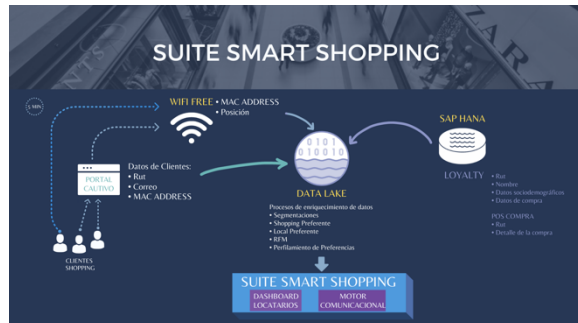 SUITE SMART SHOPPING
ZARA
WIFI FREE
• MAC ADDRESS
• Posición
SAP HANA
PORTAL
CAUTIVO
Datos de Clientes:
• Rut
• Correo
• MAC ADDRESS
CLIENTES
SHOPPING
010101
010010
DATA LAKE
Procesos de enriquecimiento de datos
• Segmentaciones
• Shopping Preferente
• Local Preferente
• RFM
• Perfilamiento de Preferencias
LOYALTY
• Rut
• Nombre
• Datos sociodemográficos
• Datos de compra
POS COMPRA
• Rut
• Detalle de la compra
SUITE SMART SHOPPING
DASHBOARD
LOCATARIOS
MOTOR
COMUNICACIONAL